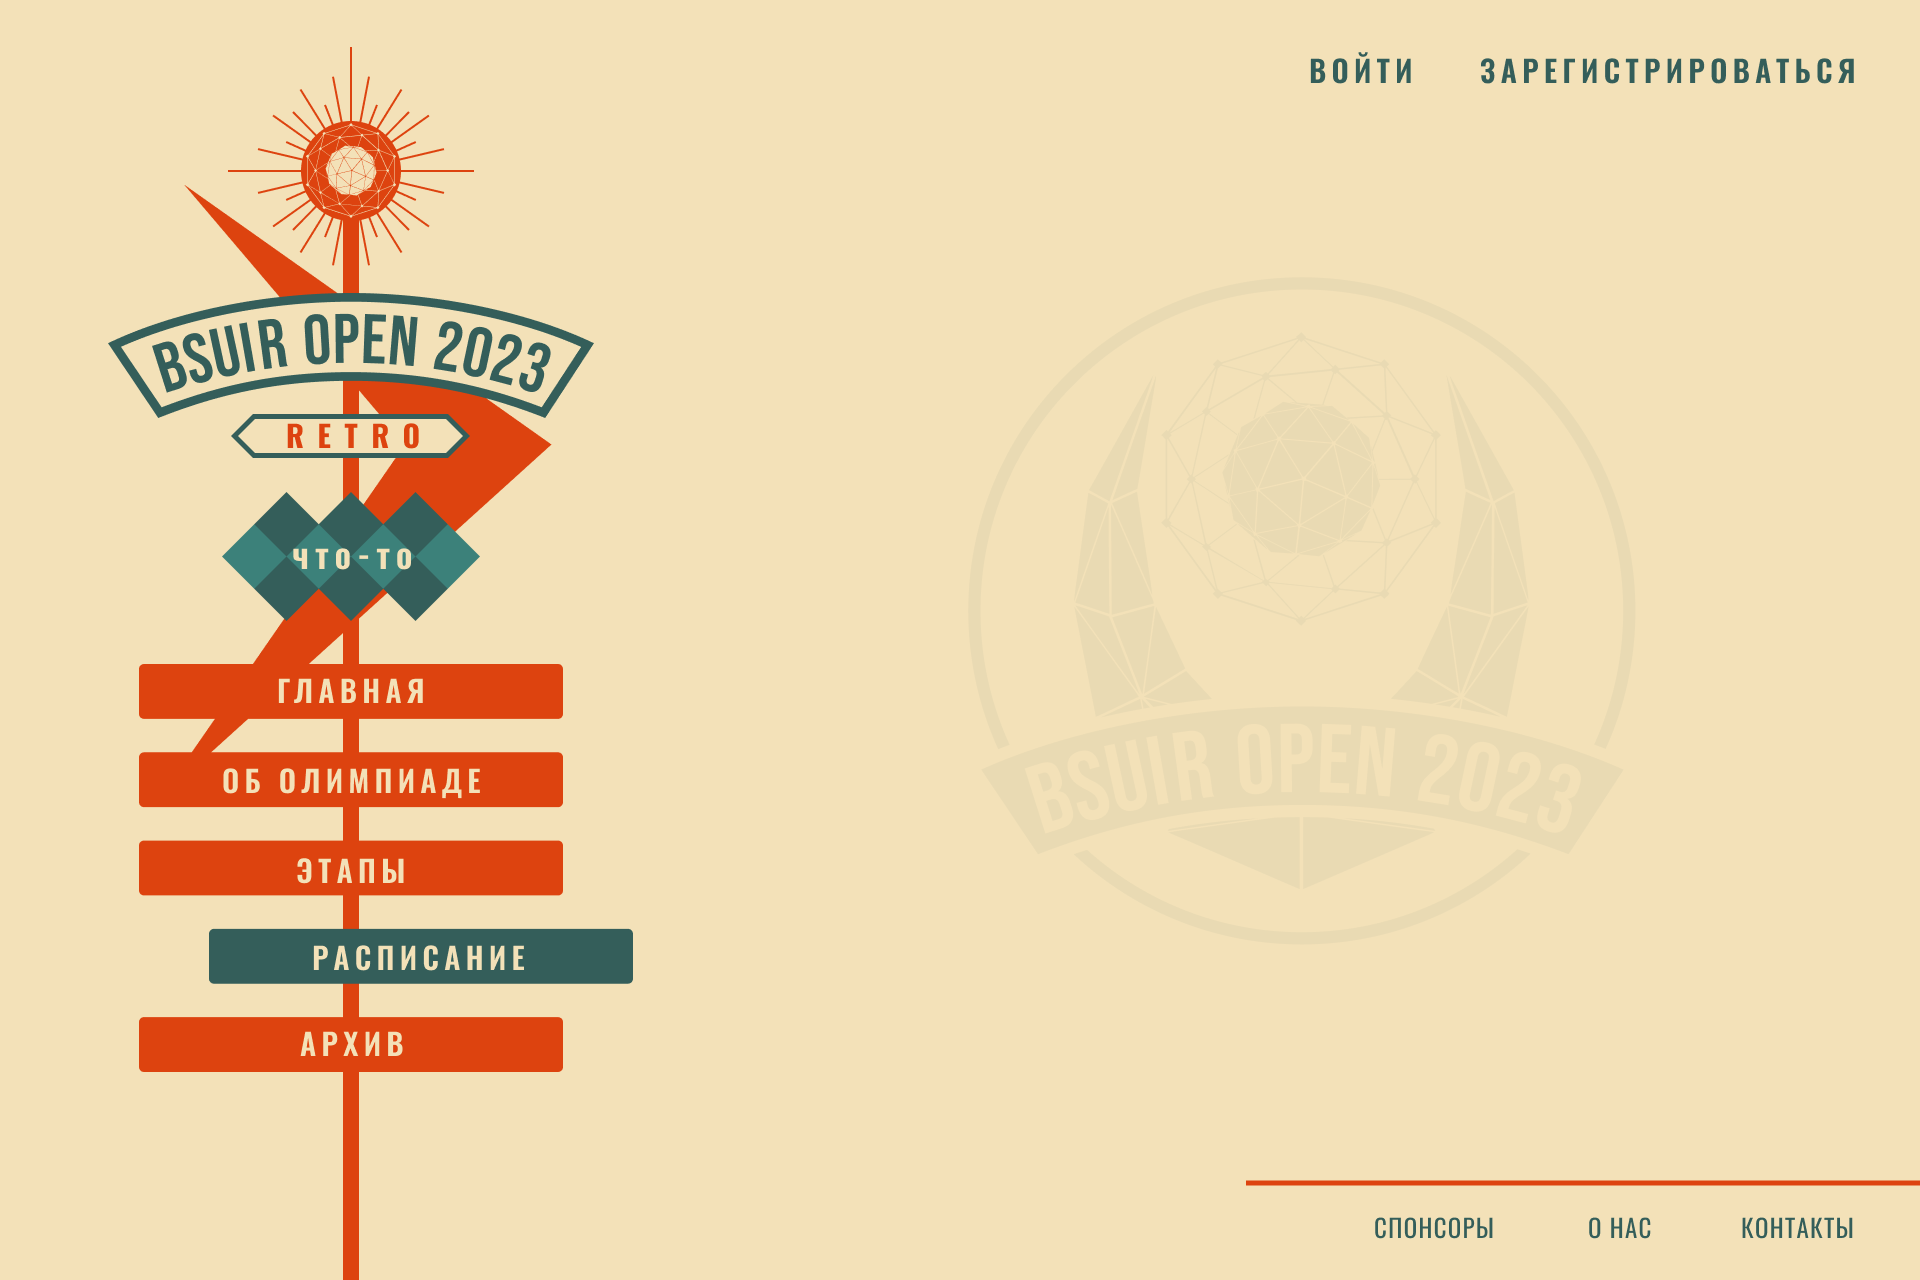 ВОЙТИ ЗАРЕГИСТРИРОВАТЬСЯ
BSUIR OPEN 2023
RETRO
ЧТО-ТО
ГЛАВНАЯ
ОБ ОЛИМПИАДЕ
ЭТАПЫ
РАСПИСАНИЕ
АРХИВ
BSUIR OPEN 2023
СПОНСОРЫ О НАС КОНТАКТЫ